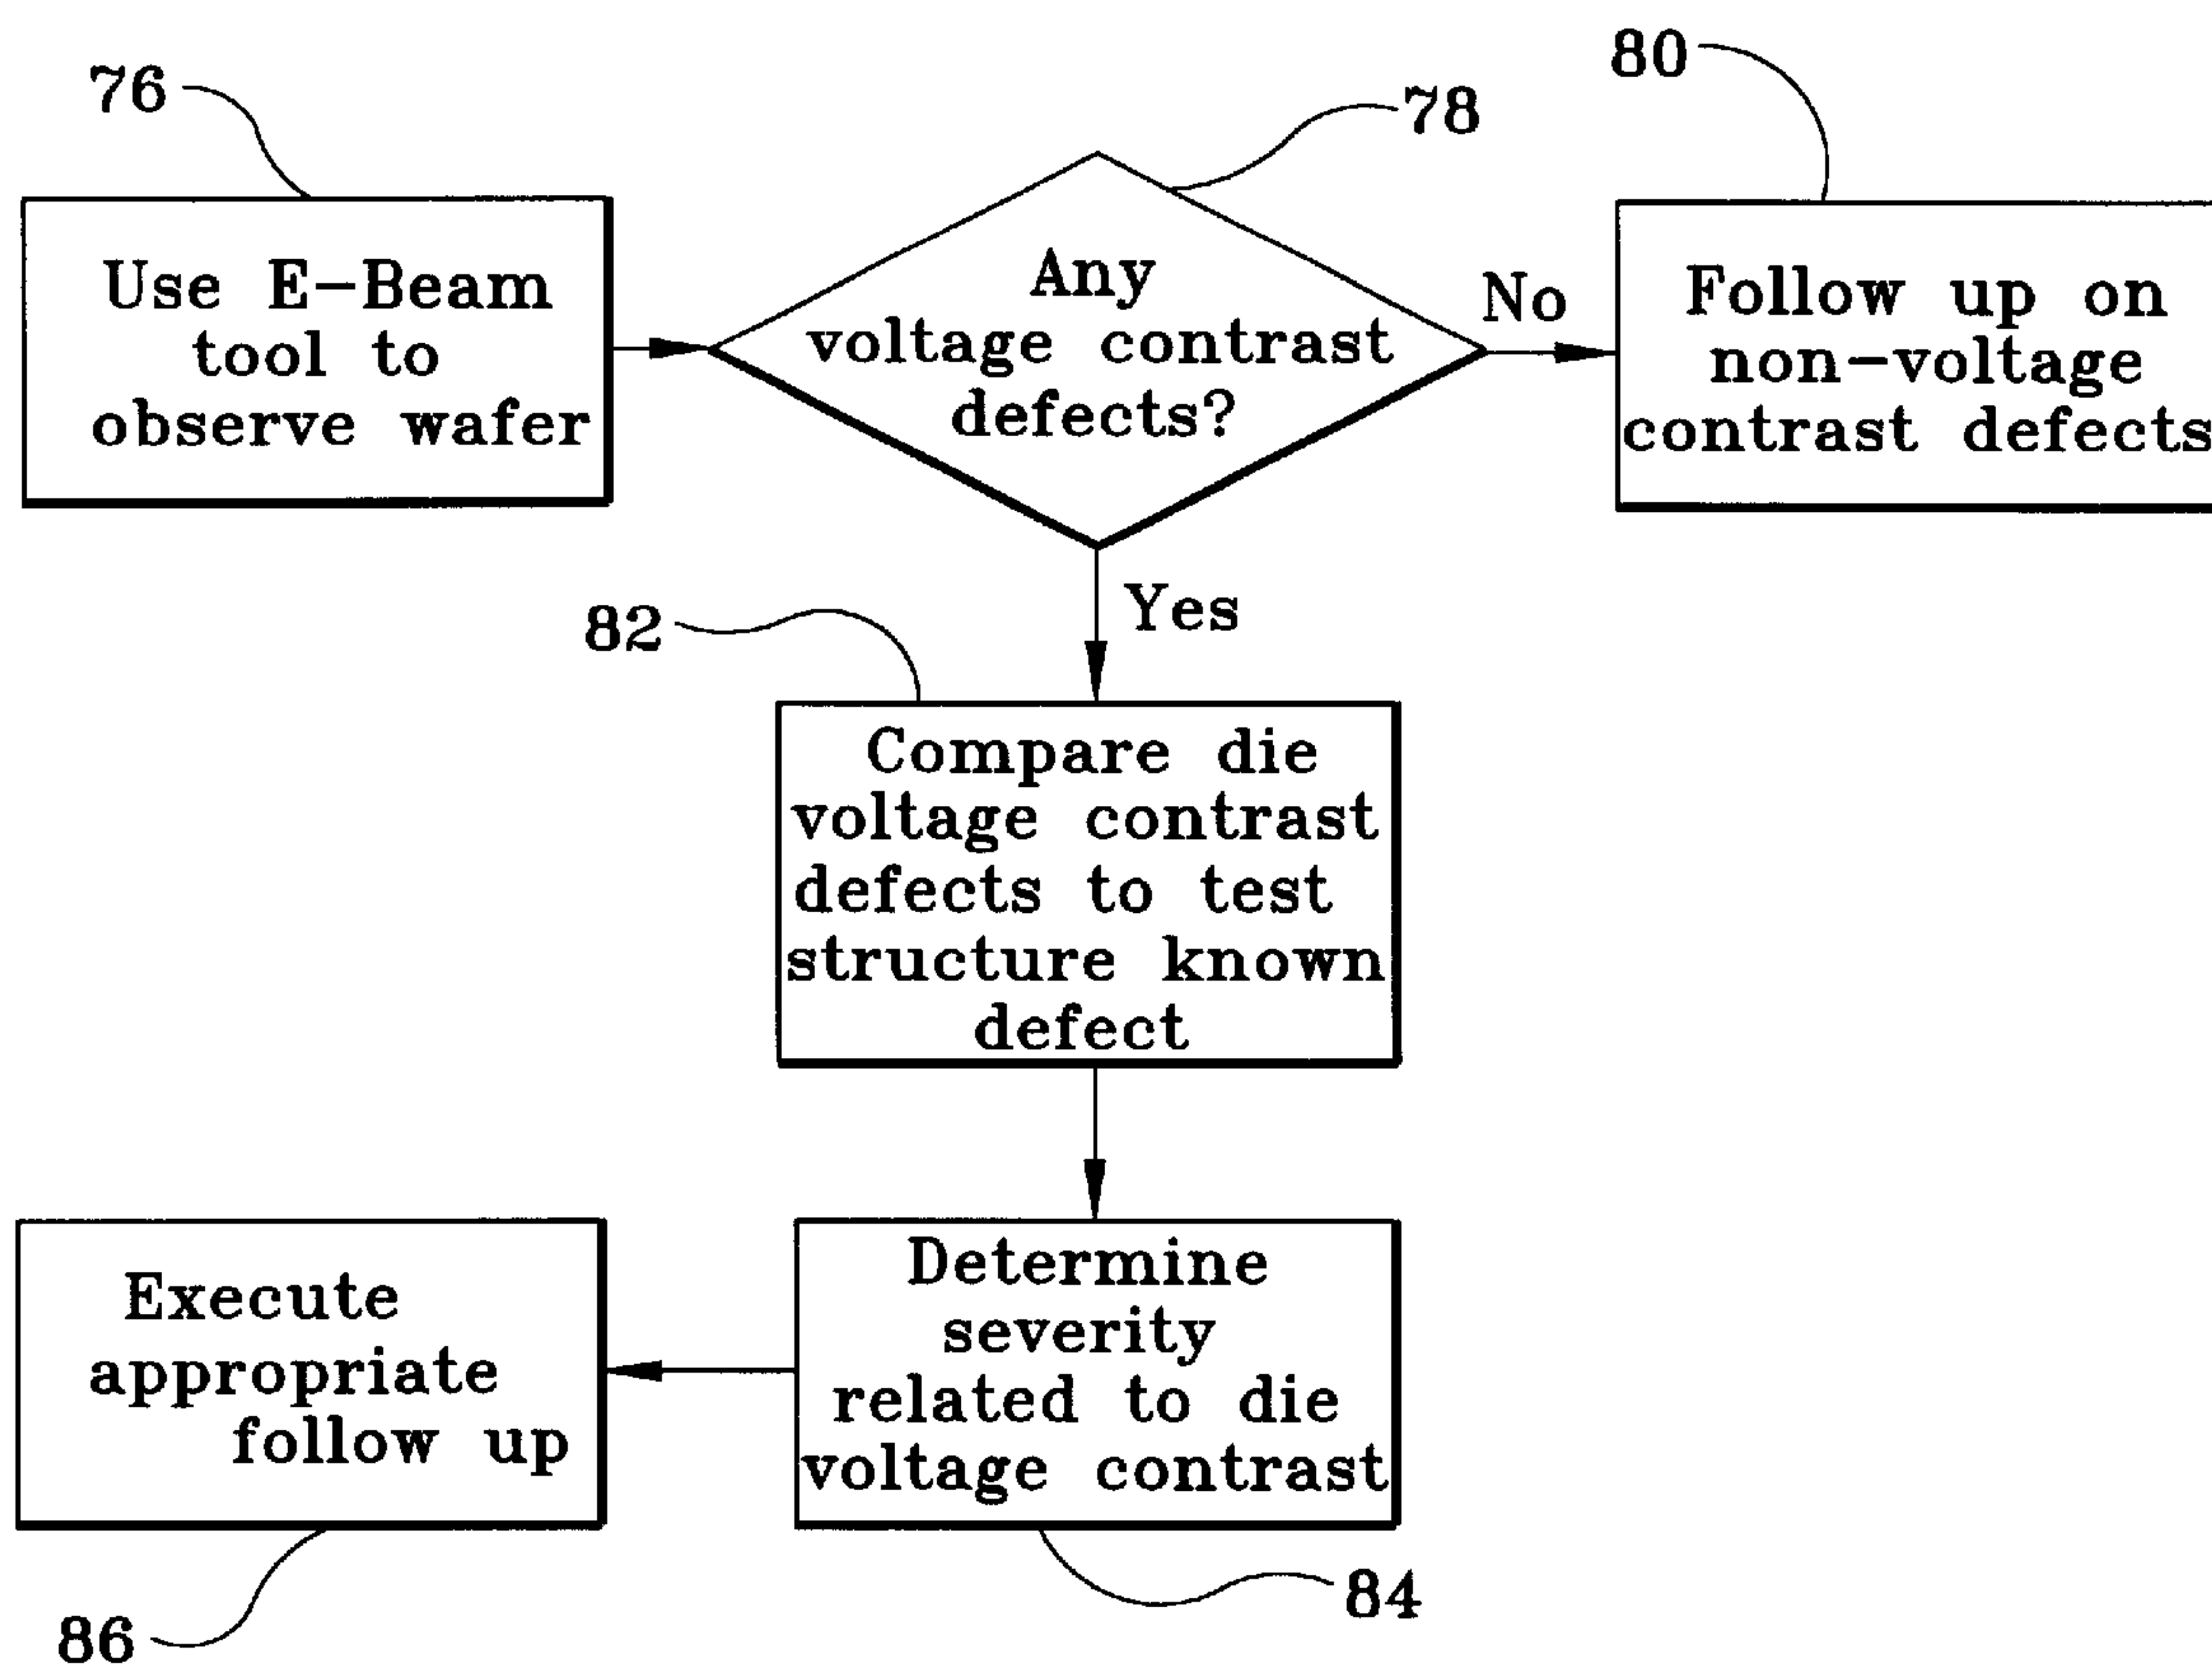 76
78
80
Use E-Beam
tool to
observe wafer
Any
voltage contrast
defects?
No
Follow up on
non-voltage
contrast defects
82
Yes
Compare die
voltage contrast
defects to test
structure known
defect
Execute
appropriate
follow up
Determine
severity
related to die
voltage contrast
86
84